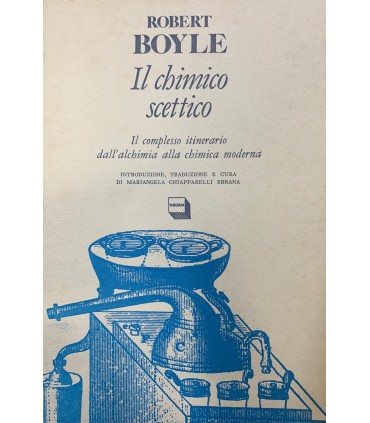 ROBERT
BOYLE
Il chimico
scettico
Il complesso itinerario
dall'alchimia alla chimica moderna
INTRODUZIONE, TRADUZIONE E CURA
DI MARIANGELA CHIAPPARELLI SERANA